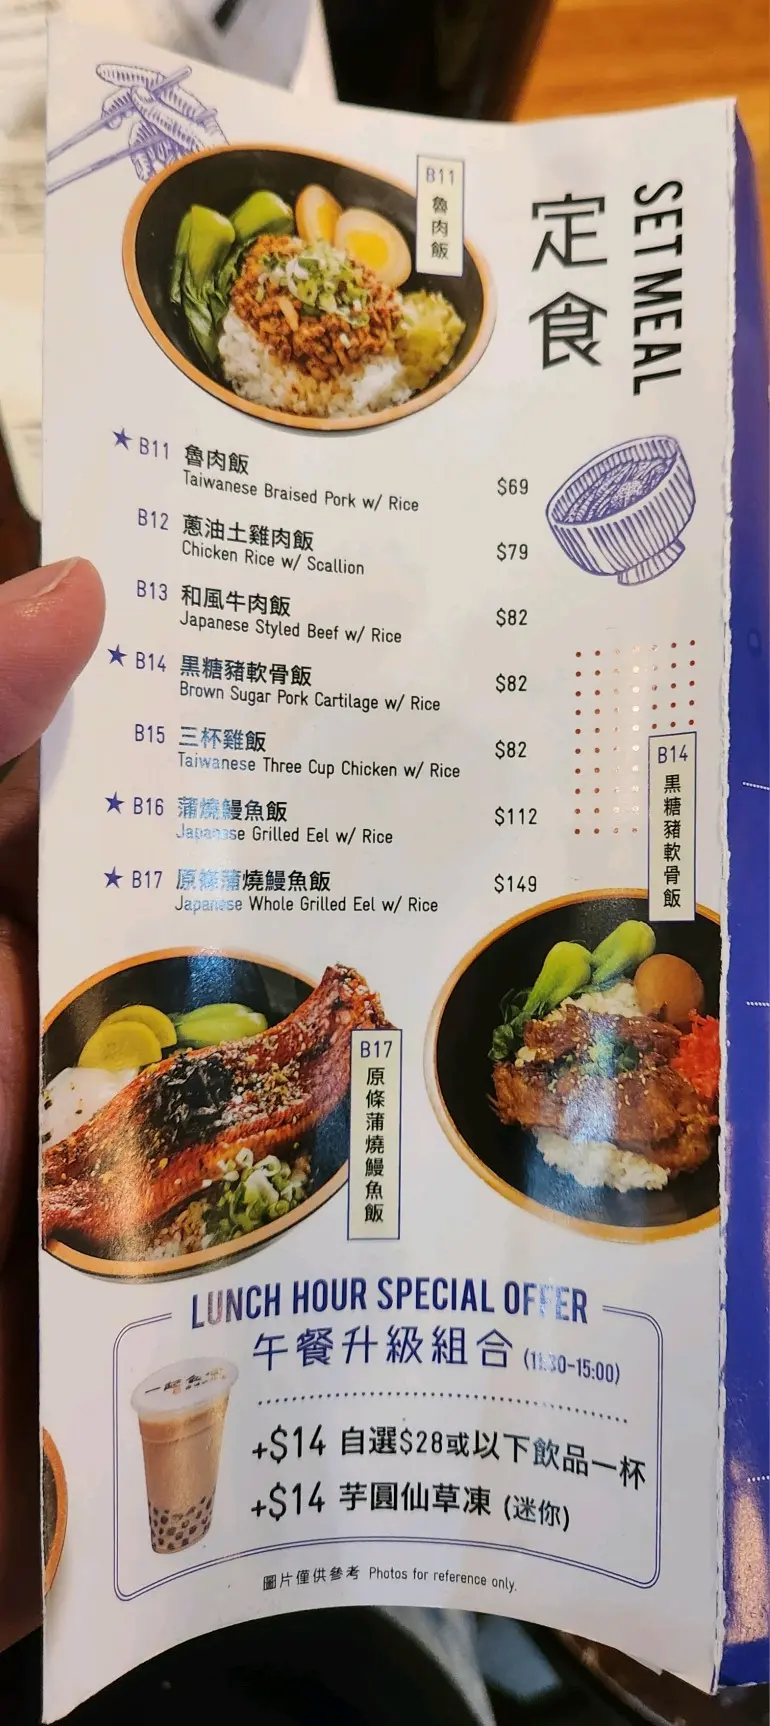 B11
魯肉飯
定食
SET MEAL
★ B11 魯肉飯
Taiwanese Braised Pork w/ Rice $69
B12 蔥油土雞肉飯
Chicken Rice w/ Scallion $79
B13 和風牛肉飯
Japanese Styled Beef w/ Rice $82
★ B14 黑糖豬軟骨飯
Brown Sugar Pork Cartilage w/ Rice $82
B15 三杯雞飯
Taiwanese Three Cup Chicken w/ Rice $82
★ B16 蒲燒鰻魚飯
Japanese Grilled Eel w/ Rice $112
★ B17 原條蒲燒鰻魚飯
Japanese Whole Grilled Eel w/ Rice $149
B14
黑糖豬軟骨飯
B17
原條蒲燒鰻魚飯
LUNCH HOUR SPECIAL OFFER
午餐升級組合 (11:30-15:00)
+$14 自選$28或以下飲品一杯
+$14 芋圓仙草凍 (迷你)
圖片僅供參考 Photos for reference only.